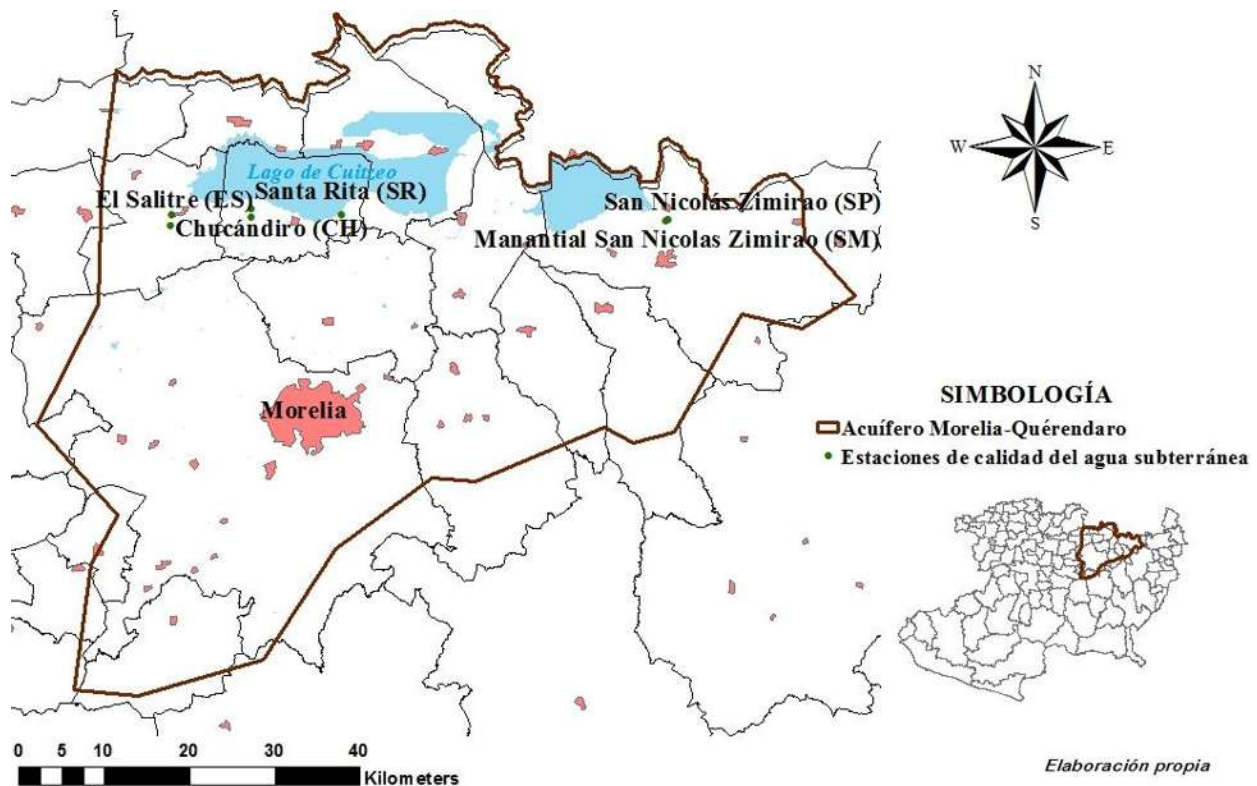 N
W E
S
Lago de Cuitzeo
El Salitre (ES)
Santa Rita (SR)
Chucándiro (CH)
San Nicolás Zimirao (SP)
Manantial San Nicolas Zimirao (SM)
Morelia
SIMBOLOGÍA
Acuífero Morelia-Quérendaro
Estaciones de calidad del agua subterránea
0 5 10 20 30 40
Kilometers
Elaboración propia